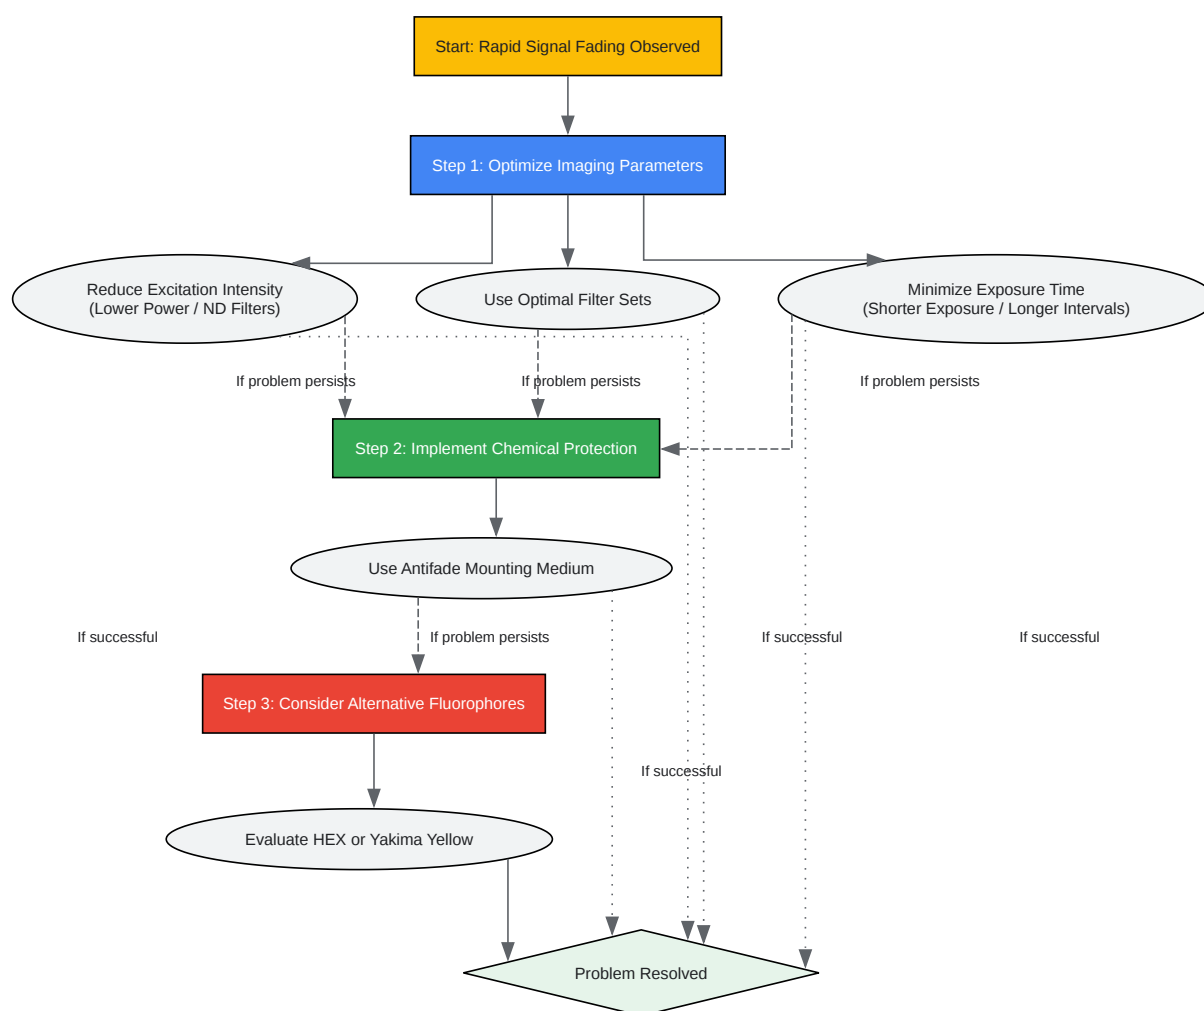 Start: Rapid Signal Fading Observed
Step 1: Optimize Imaging Parameters
Reduce Excitation Intensity
(Lower Power / ND Filters)
Use Optimal Filter Sets
Minimize Exposure Time
(Shorter Exposure / Longer Intervals)
If problem persists
If problem persists
If problem persists
Step 2: Implement Chemical Protection
Use Antifade Mounting Medium
If successful
If problem persists
If successful
If successful
Step 3: Consider Alternative Fluorophores
If successful
Evaluate HEX or Yakima Yellow
Problem Resolved